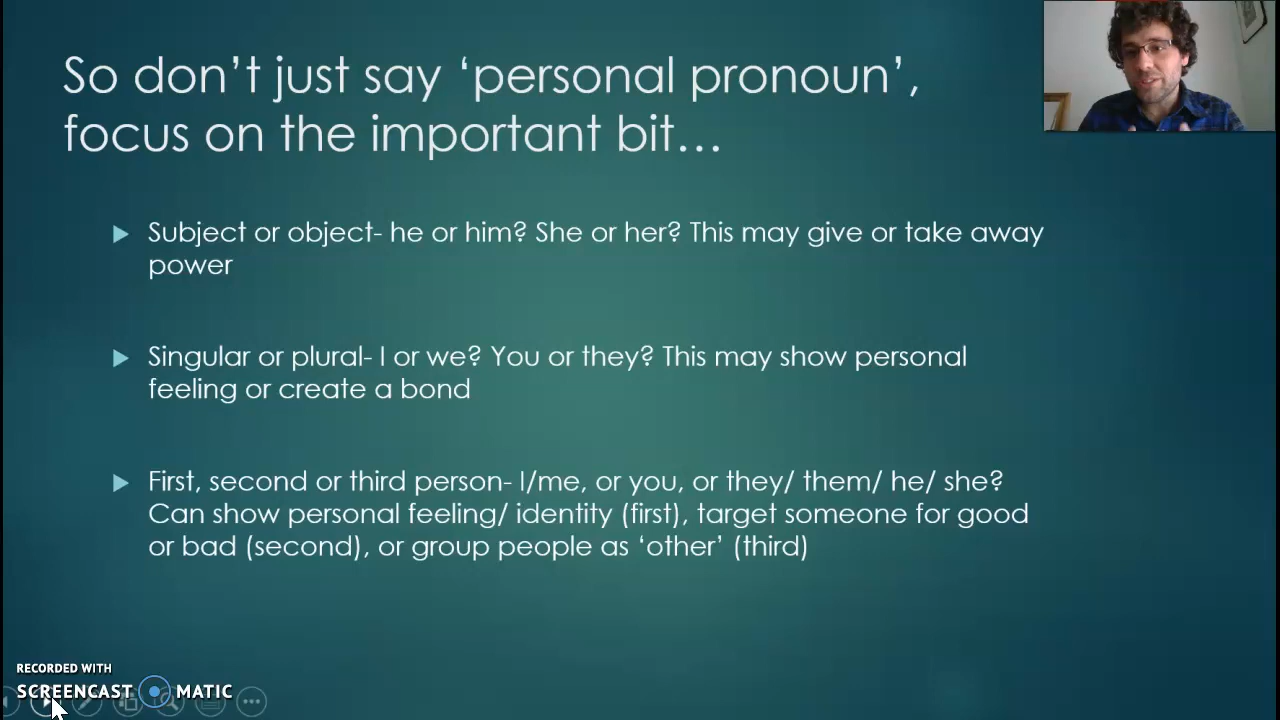 So don’t just say ‘personal pronoun’,
focus on the important bit…
Subject or object- he or him? She or her? This may give or take away
power
Singular or plural- I or we? You or they? This may show personal
feeling or create a bond
First, second or third person- I/me, or you, or they/ them/ he/ she?
Can show personal feeling/ identity (first), target someone for good
or bad (second), or group people as ‘other’ (third)
RECORDED WITH
SCREENCAST MATIC